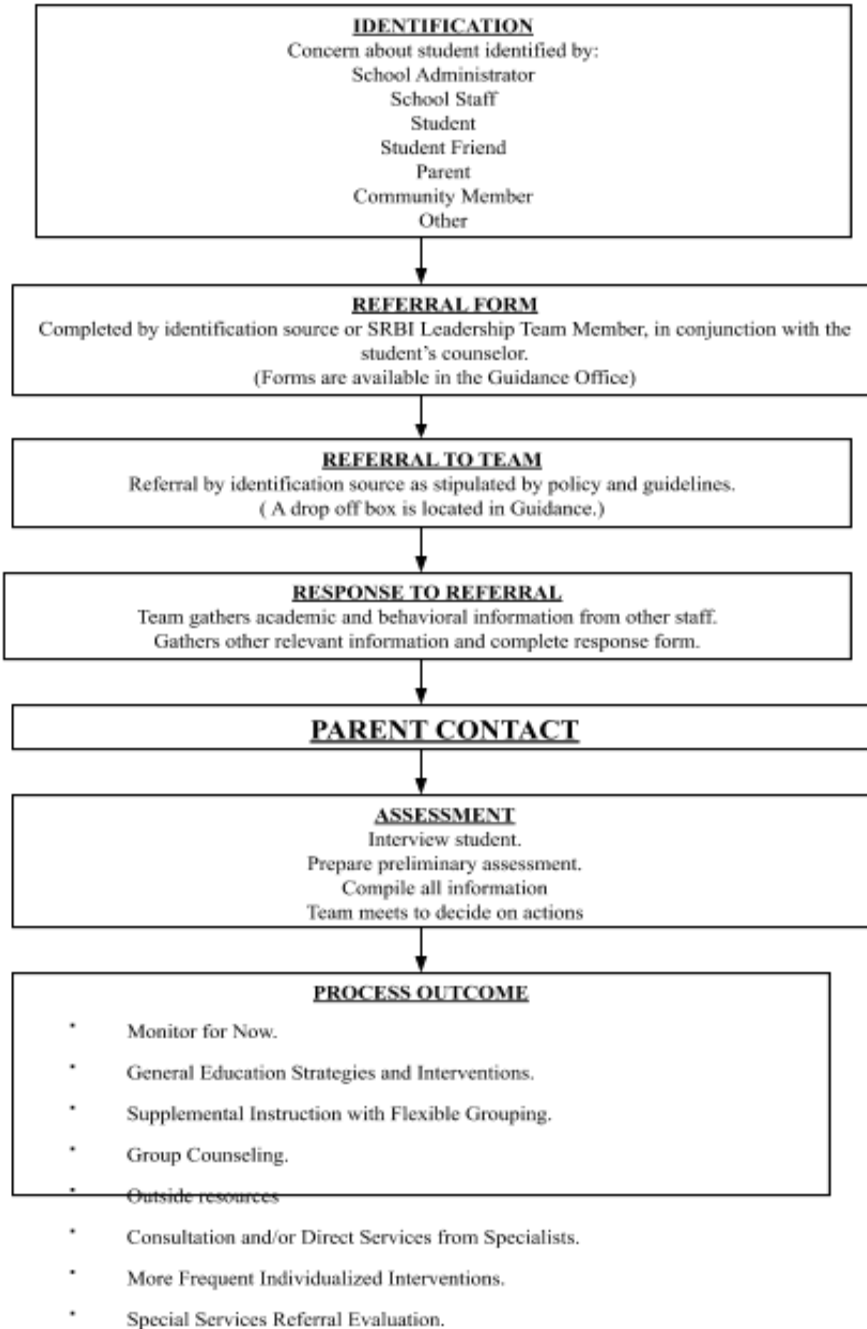 IDENTIFICATION
Concern about student identified by:
School Administrator
School Staff
Student
Student Friend
Parent
Community Member
Other
REFERRAL FORM
Completed by identification source or SRBI Leadership Team Member, in conjunction with the
student's counselor.
(Forms are available in the Guidance Office)
REFERRAL TO TEAM
Referral by identification source as stipulated by policy and guidelines.
( A drop off box is located in Guidance.)
RESPONSE TO REFERRAL
Team gathers academic and behavioral information from other staff.
Gathers other relevant information and complete response form.
PARENT CONTACT
ASSESSMENT
Interview student.
Prepare preliminary assessment.
Compile all information
Team meets to decide on actions
PROCESS OUTCOME
• Monitor for Now.
• General Education Strategies and Interventions.
• Supplemental Instruction with Flexible Grouping.
• Group Counseling.
• Outside resources
• Consultation and/or Direct Services from Specialists.
• More Frequent Individualized Interventions.
• Special Services Referral Evaluation.